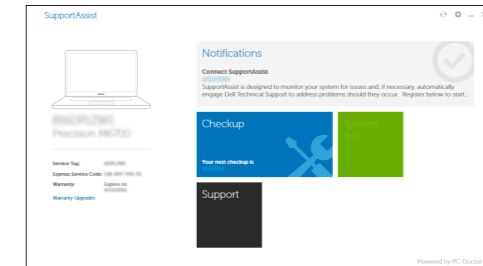 SupportAssist
Notifications
Connect SupportAssist
SupportAssist is designed to monitor your system for issues and, if necessary, automatically
engage Dell Technical Support to address problems should they occur. Register below to start...
Precision M6700
Checkup
System
Info
Your next checkup is
Service Tag:
Express Service Code:
Warranty: Expires on
Warranty Upgrades
Support
Powered by PC-Doctor